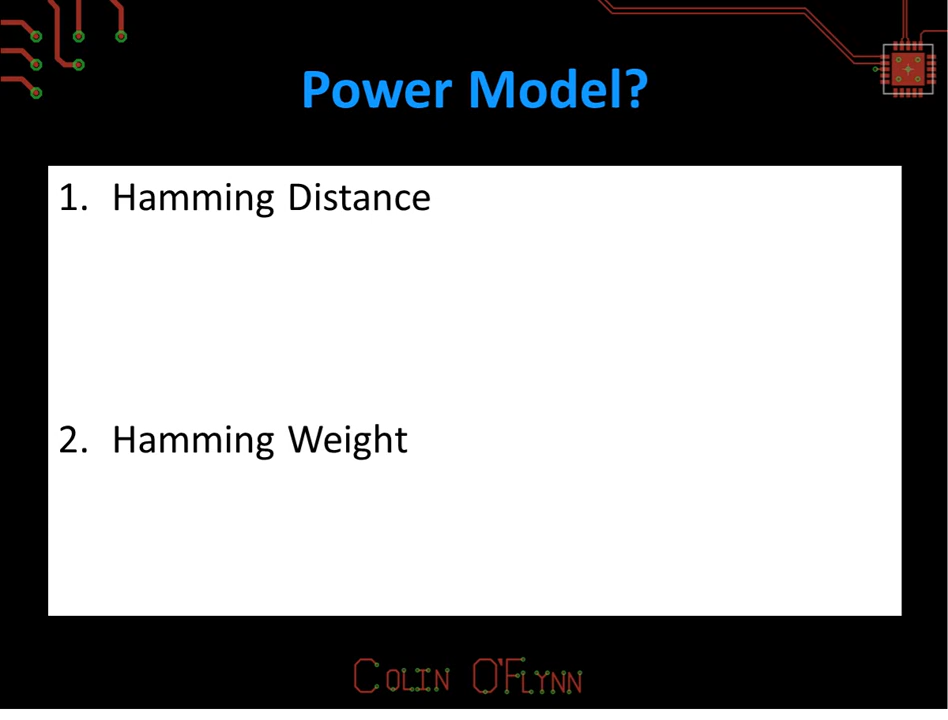 Power Model?
1. Hamming Distance
2. Hamming Weight
COLIN O'FLYNN